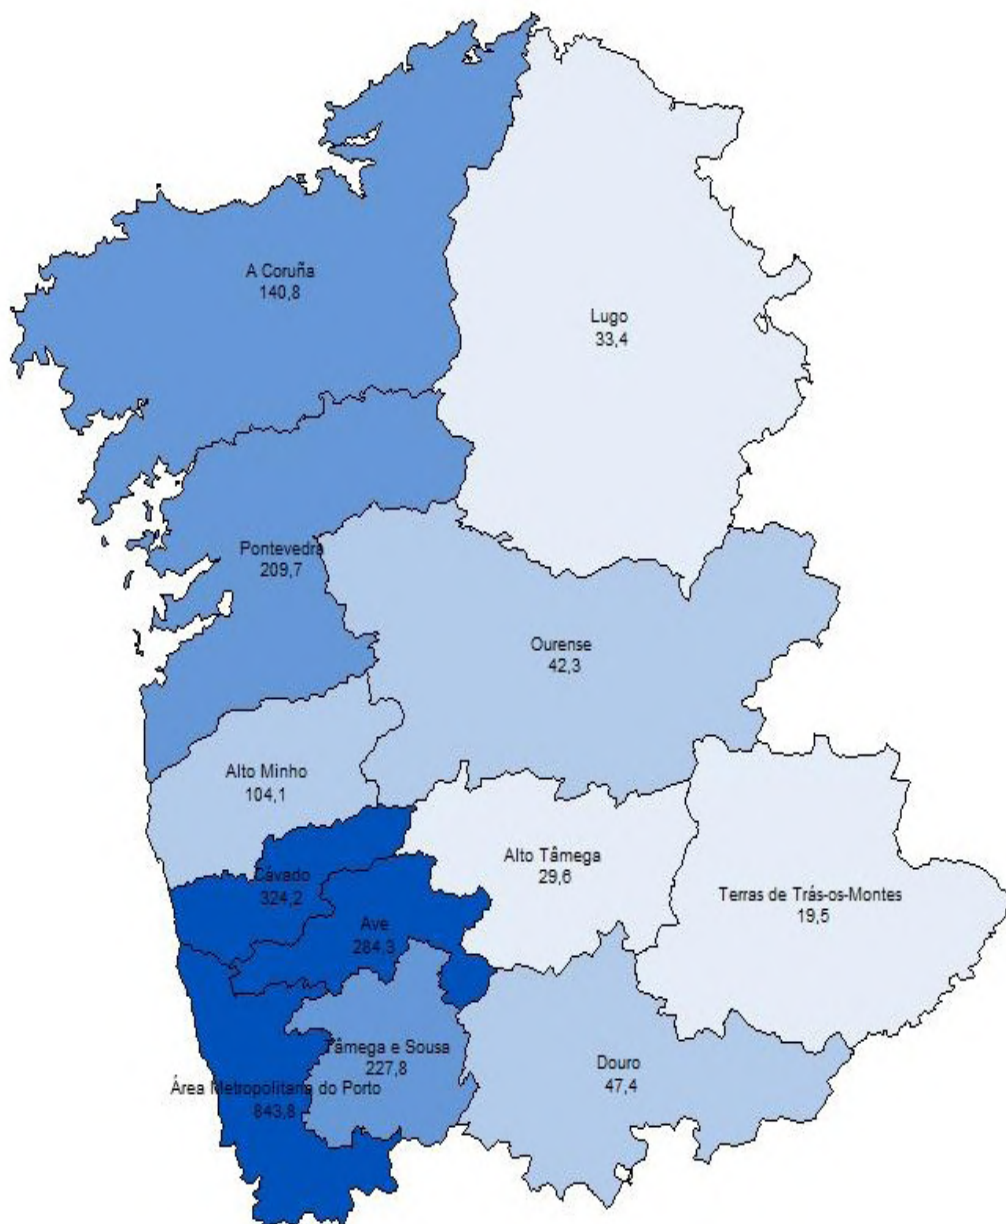 A Coruña
140,8
Lugo
33,4
Pontevedra
209,7
Ourense
42,3
Alto Minho
104,1
Alto Tâmega
29,6
Terras de Trás-os-Montes
19,5
Cávado
324,2
Ave
284,3
Tâmega e Sousa
227,8
Douro
47,4
Área Metropolitana do Porto
843,8